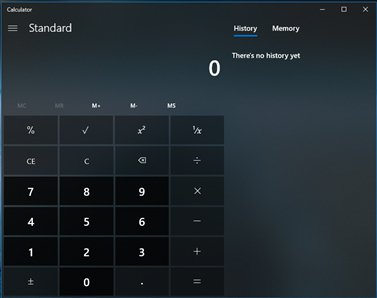 Calculator
Standard
History Memory
There's no history yet
0
MC MR M+ M- MS
% √ x² ¹/x
CE C ÷
7 8 9 ×
4 5 6 −
1 2 3 +
± 0 . =